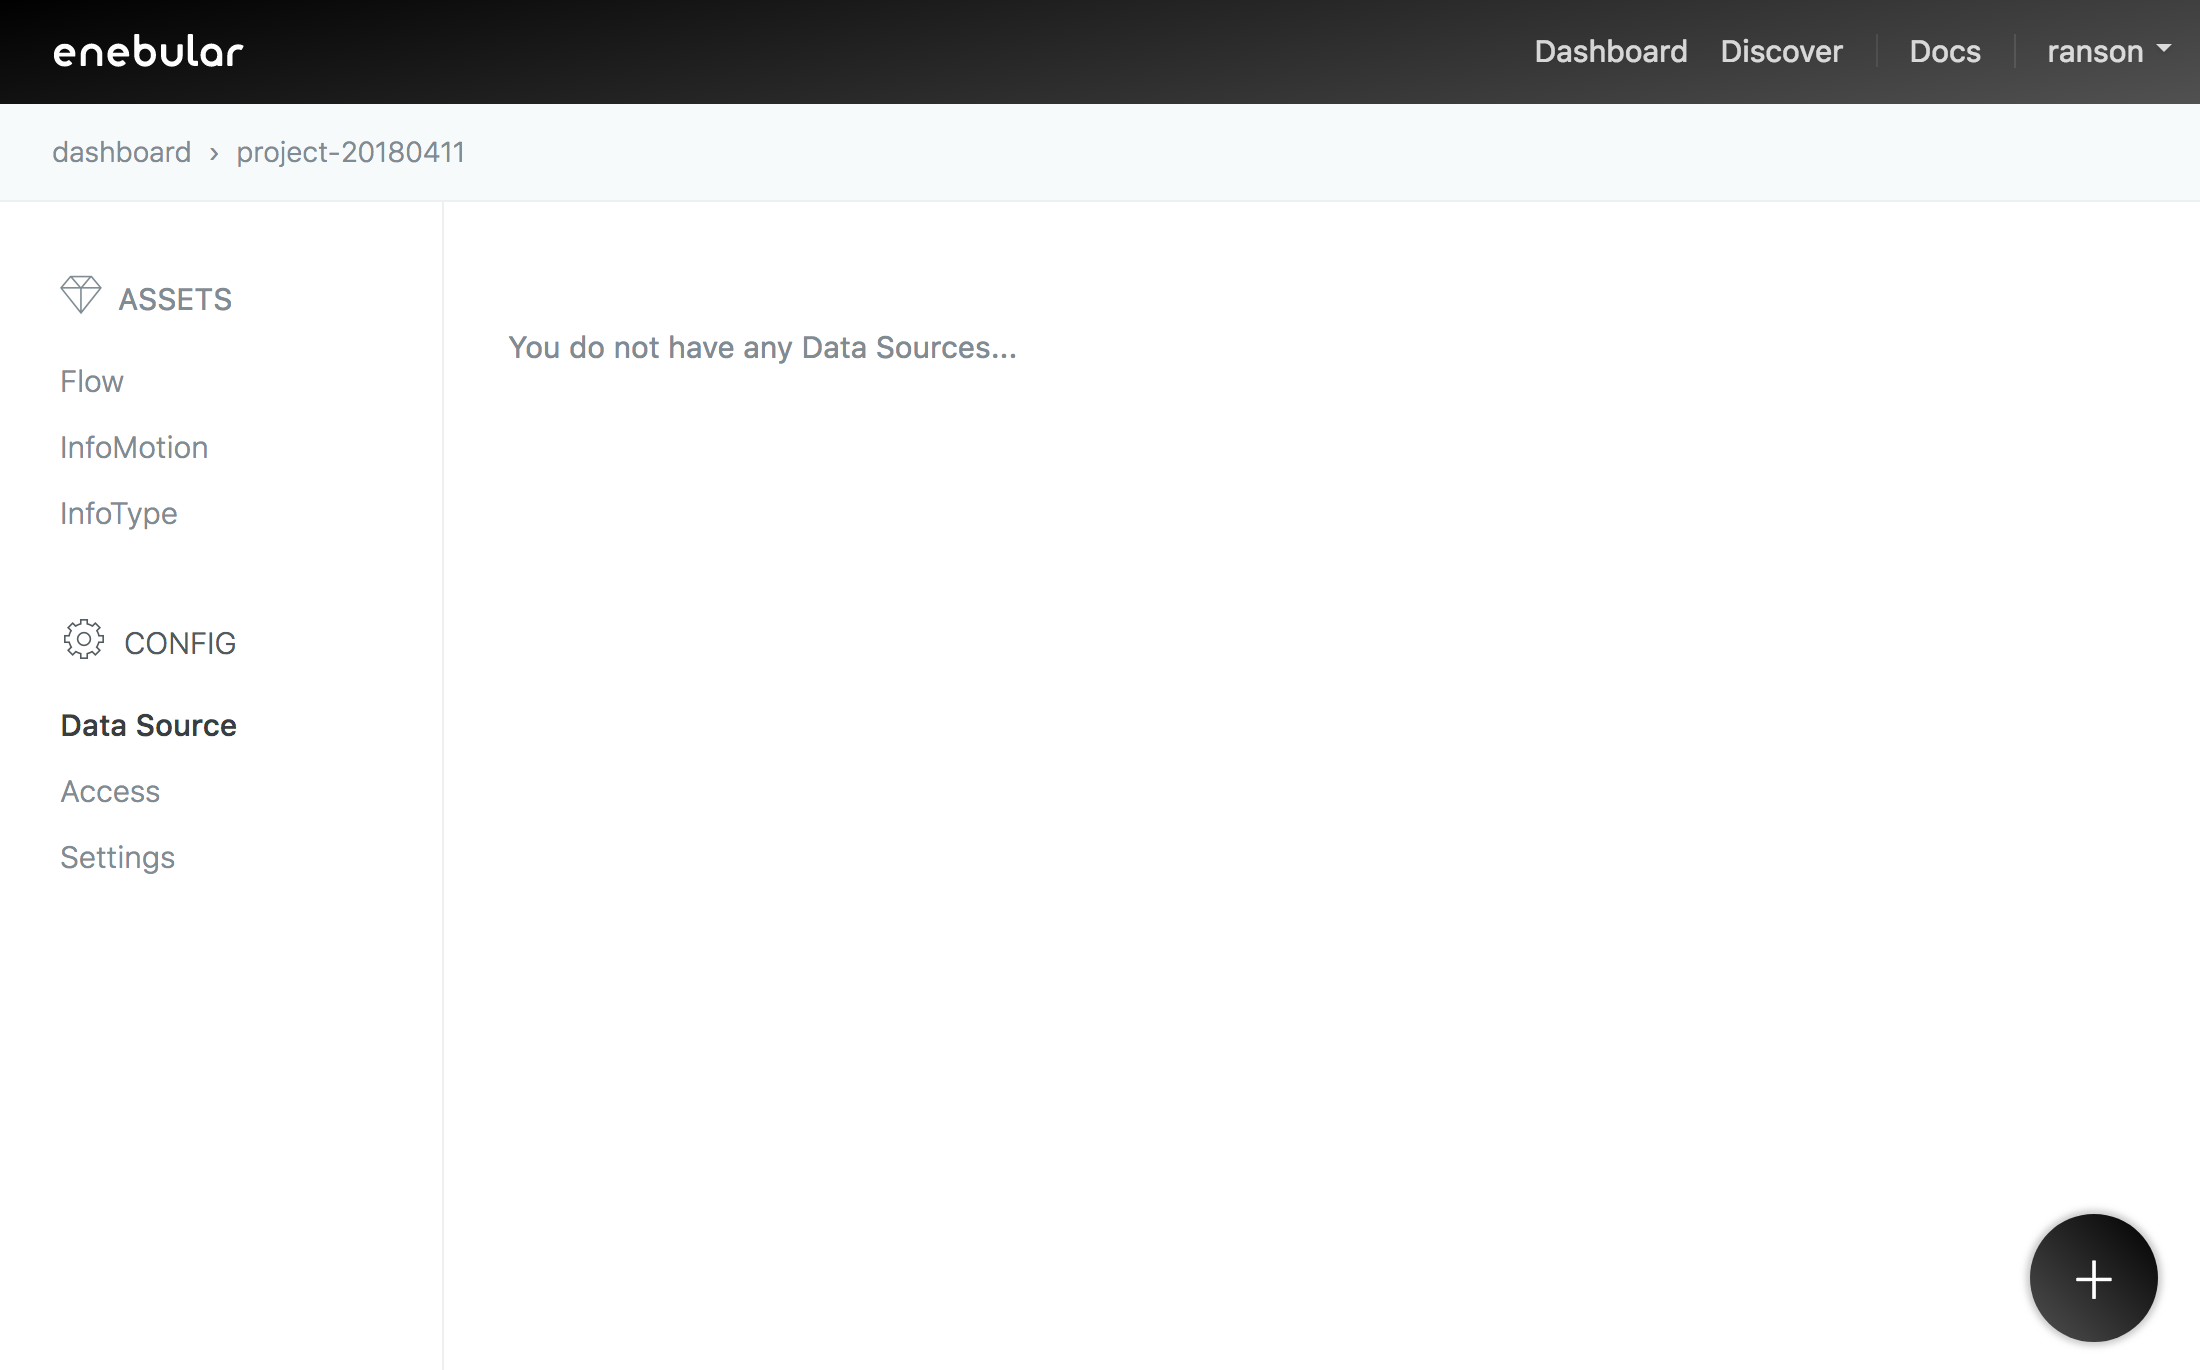 enebular
Dashboard Discover Docs ranson
dashboard › project-20180411
ASSETS
Flow
InfoMotion
InfoType
CONFIG
Data Source
Access
Settings
You do not have any Data Sources...